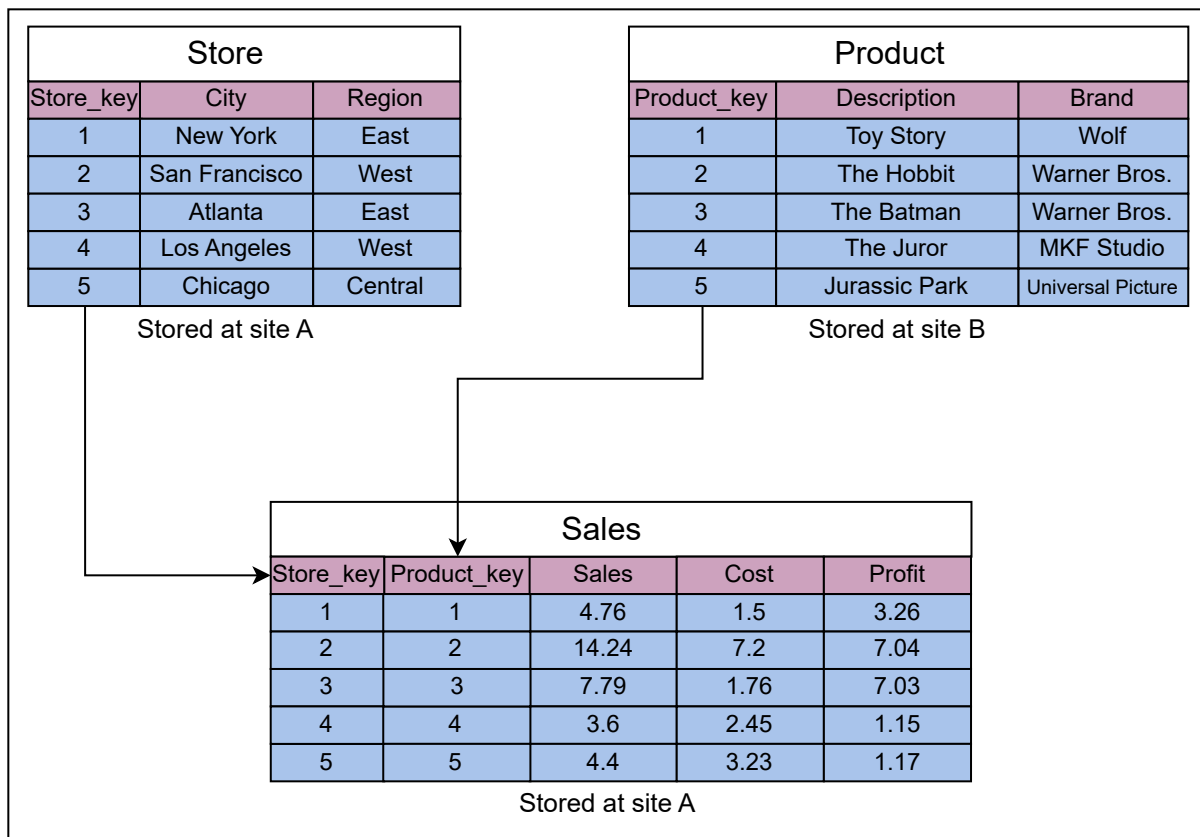 Store
Store_key City Region
1 New York East
2 San Francisco West
3 Atlanta East
4 Los Angeles West
5 Chicago Central
Stored at site A
Product
Product_key Description Brand
1 Toy Story Wolf
2 The Hobbit Warner Bros.
3 The Batman Warner Bros.
4 The Juror MKF Studio
5 Jurassic Park Universal Picture
Stored at site B
Sales
Store_key Product_key Sales Cost Profit
1 1 4.76 1.5 3.26
2 2 14.24 7.2 7.04
3 3 7.79 1.76 7.03
4 4 3.6 2.45 1.15
5 5 4.4 3.23 1.17
Stored at site A